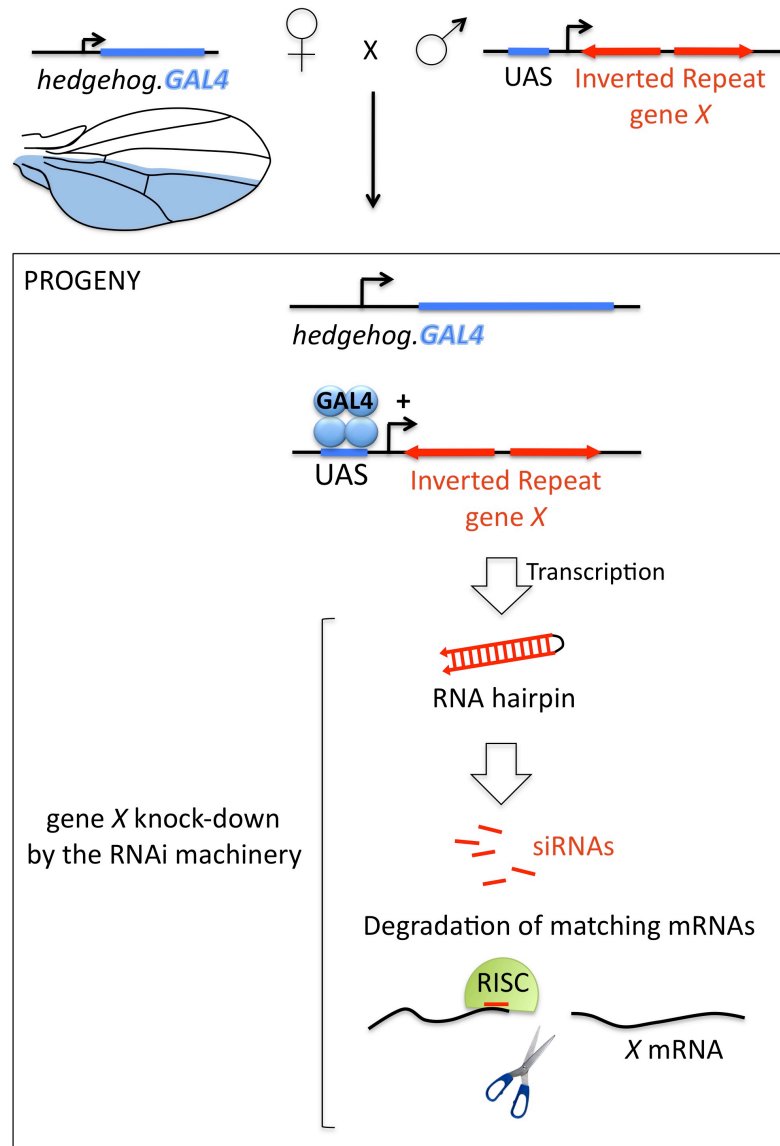 hedgehog.GAL4
X
UAS
Inverted Repeat
gene X
PROGENY
hedgehog.GAL4
GAL4
+
UAS
Inverted Repeat
gene X
Transcription
RNA hairpin
gene X knock-down
by the RNAi machinery
siRNAs
Degradation of matching mRNAs
RISC
X mRNA